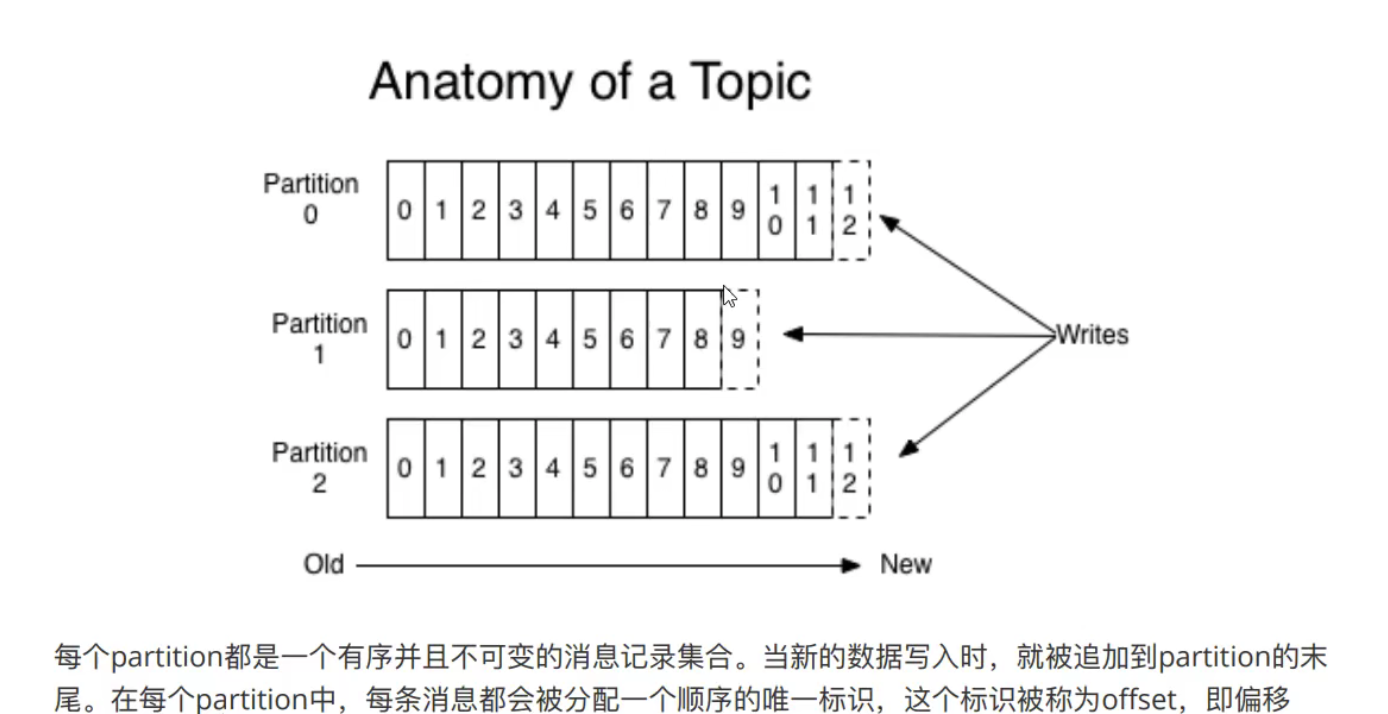 Anatomy of a Topic
Partition
0
0 1 2 3 4 5 6 7 8 9 10 11 12
Partition
1
0 1 2 3 4 5 6 7 8 9
Writes
Partition
2
0 1 2 3 4 5 6 7 8 9 10 11 12
Old
New
每个partition都是一个有序并且不可变的消息记录集合。当新的数据写入时，就被追加到partition的末
尾。在每个partition中，每条消息都会被分配一个顺序的唯一标识，这个标识被称为offset，即偏移